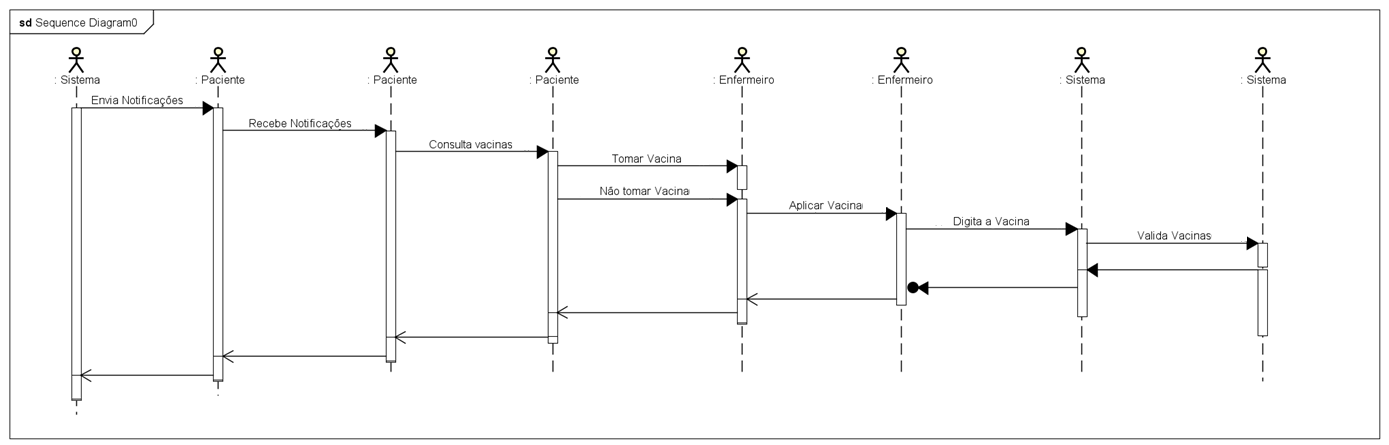 sd Sequence Diagram0
: Sistema
: Paciente
: Paciente
: Paciente
: Enfermeiro
: Enfermeiro
: Sistema
: Sistema
Envia Notificações
Recebe Notificações
Consulta vacinas
Tomar Vacina
Não tomar Vacina
Aplicar Vacina
Digita a Vacina
Valida Vacinas